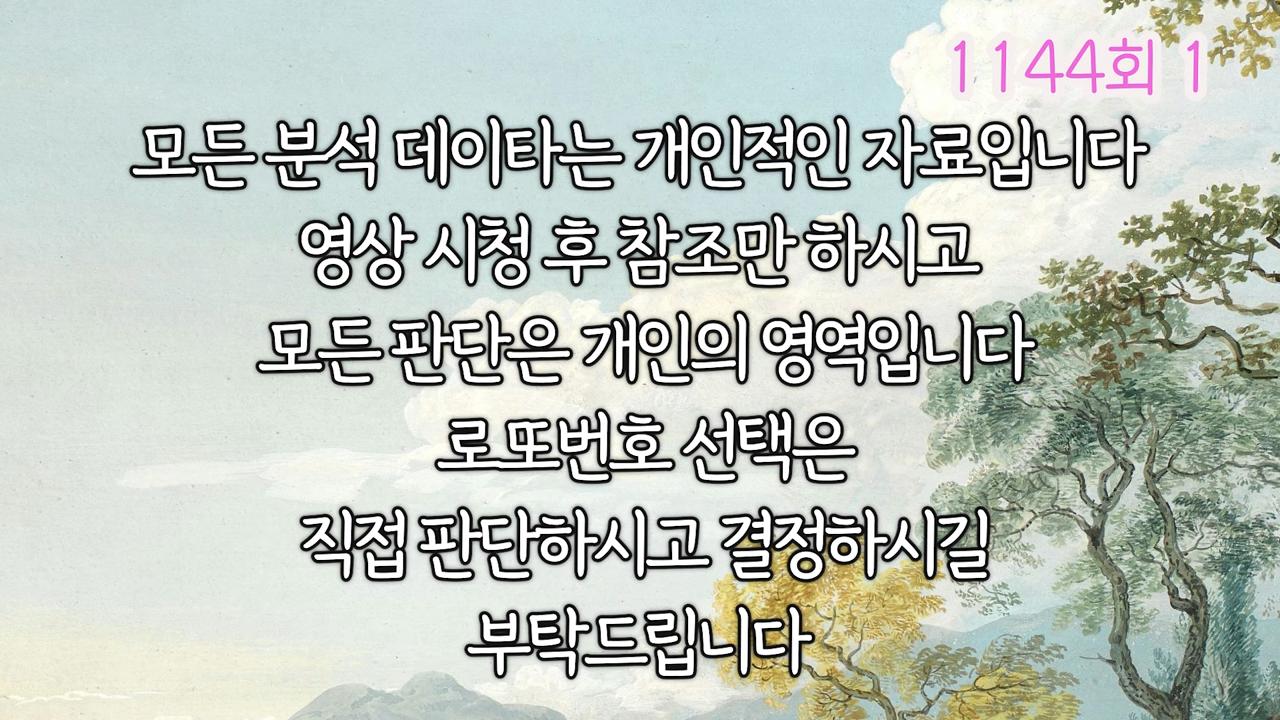 1144회 1
모든 분석 데이타는 개인적인 자료입니다
영상 시청 후 참조만 하시고
모든 판단은 개인의 영역입니다
로또번호 선택은
직접 판단하시고 결정하시길
부탁드립니다